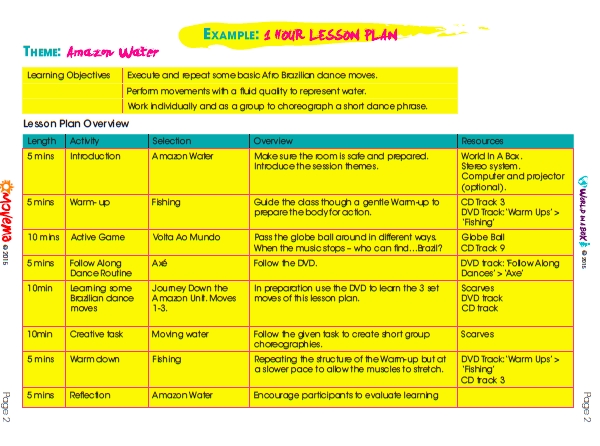 Example: 1 Hour Lesson Plan
Theme: Amazon Water
Learning Objectives Execute and repeat some basic Afro Brazilian dance moves.
Perform movements with a fluid quality to represent water.
Work individually and as a group to choreograph a short dance phrase.
Lesson Plan Overview
Length Activity Selection Overview Resources
5 mins Introduction Amazon Water Make sure the room is safe and prepared. World In A Box.
Introduce the session themes. Stereo system.
Computer and projector
(optional).
5 mins Warm- up Fishing Guide the class though a gentle Warm-up to CD Track 3
prepare the body for action. DVD Track: 'Warm Ups' >
'Fishing'
10 mins Active Game Volta Ao Mundo Pass the globe ball around in different ways. Globe Ball
When the music stops – who can find…Brazil? CD Track 9
5 mins Follow Along Axé Follow the DVD. DVD track: 'Follow Along
Dance Routine Dances' > 'Axe'
10min Learning some Journey Down the In preparation use the DVD to learn the 3 set Scarves
Brazilian dance Amazon Unit. Moves moves of this lesson plan. DVD track
moves 1-3. CD track
10min Creative task Moving water Follow the given task to create short group Scarves
choreographies.
5 mins Warm down Fishing Repeating the structure of the Warm-up but at DVD Track: 'Warm Ups' >
a slower pace to allow the muscles to stretch. 'Fishing'
CD track 3
5 mins Reflection Amazon Water Encourage participants to evaluate learning
Movema © 2015
Page 2
World in a Box © 2015
Page 2